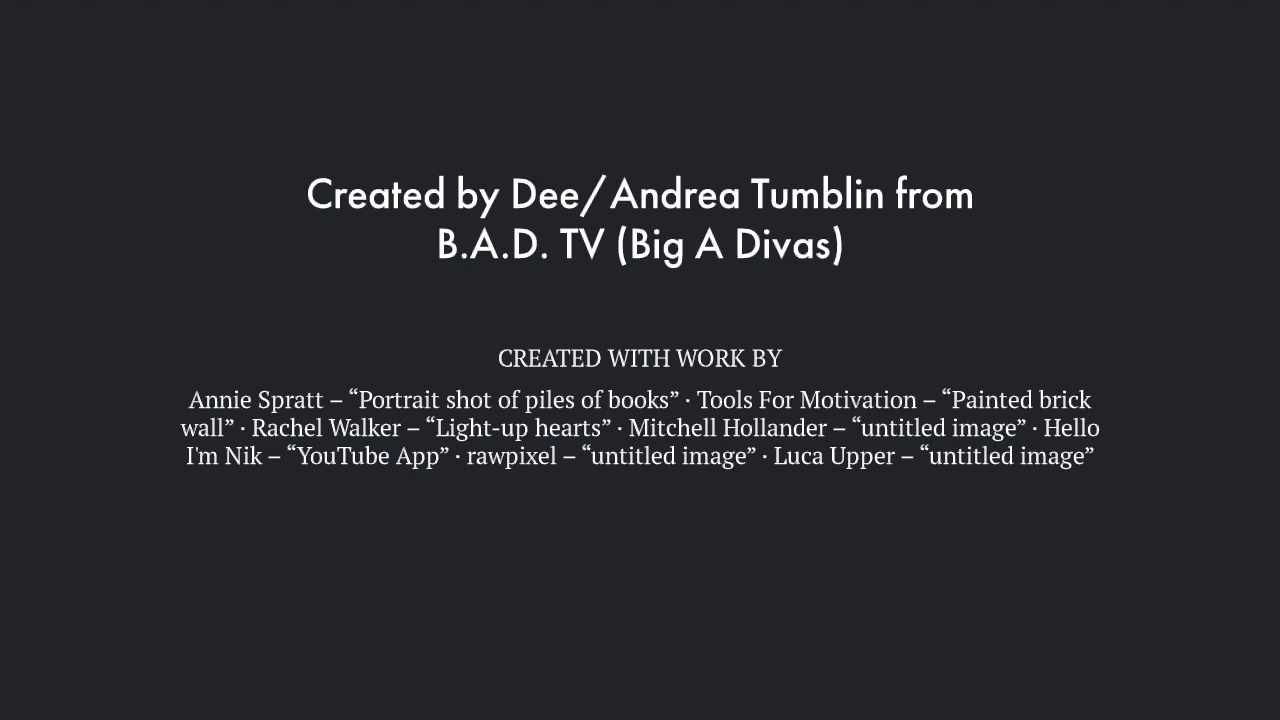 Created by Dee/Andrea Tumblin from
B.A.D. TV (Big A Divas)
CREATED WITH WORK BY
Annie Spratt – “Portrait shot of piles of books” · Tools For Motivation – “Painted brick
wall” · Rachel Walker – “Light-up hearts” · Mitchell Hollander – “untitled image” · Hello
I'm Nik – “YouTube App” · rawpixel – “untitled image” · Luca Upper – “untitled image”